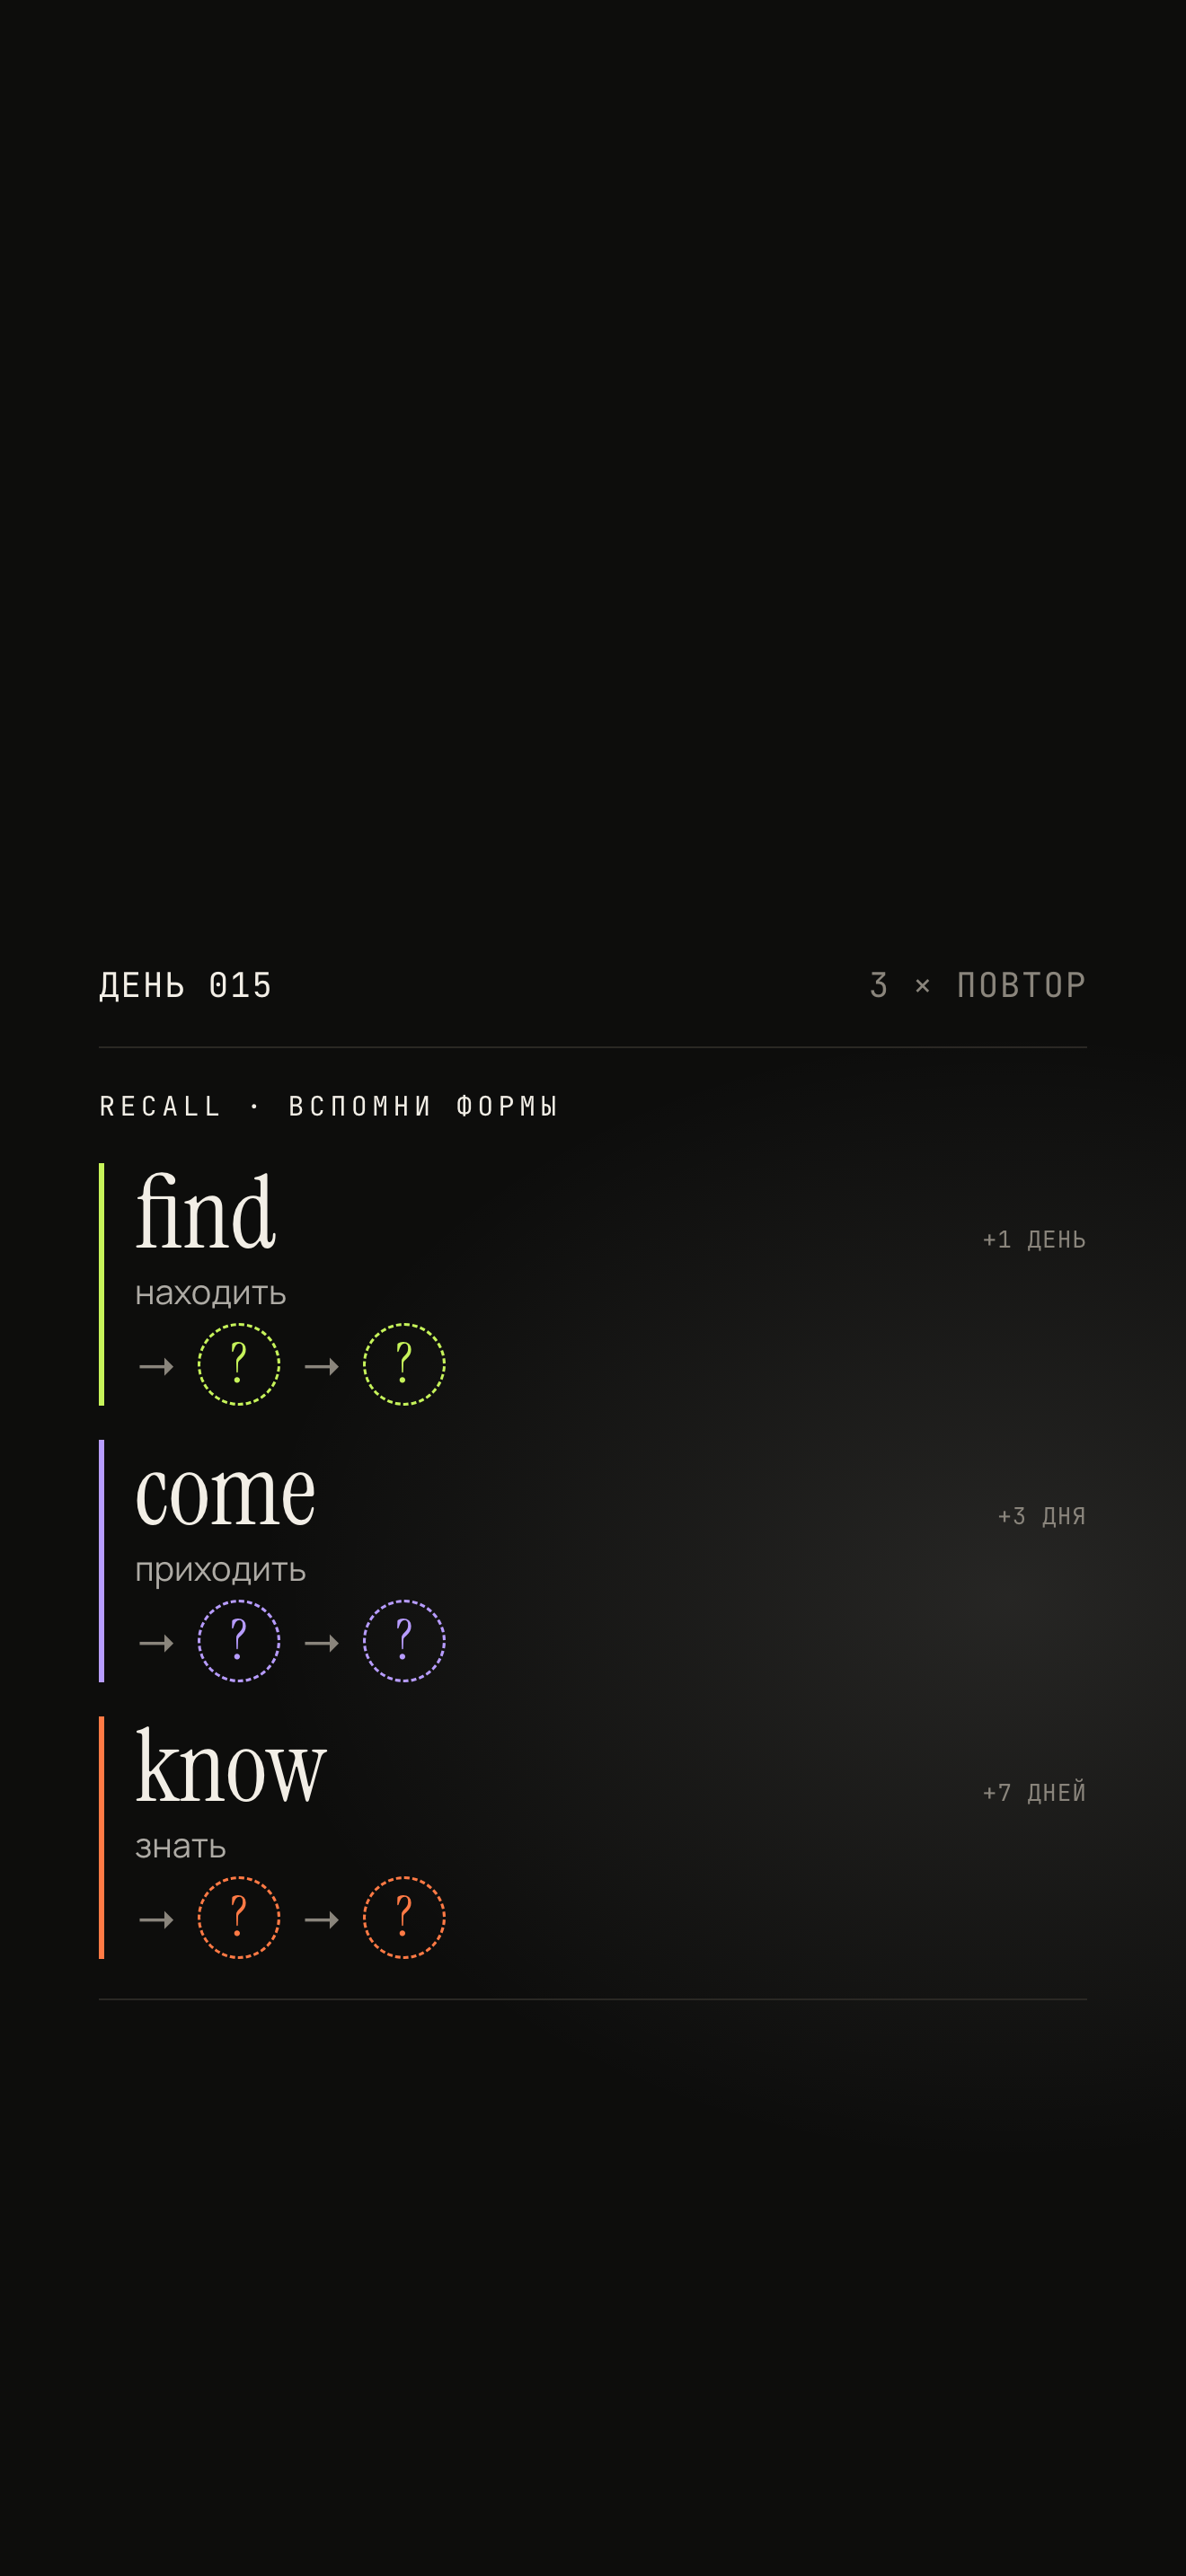 ДЕНЬ 015
3 × ПОВТОР
RECALL · ВСПОМНИ ФОРМЫ
find
+1 ДЕНЬ
находить
→ ? → ?
come
+3 ДНЯ
приходить
→ ? → ?
know
+7 ДНЕЙ
знать
→ ? → ?